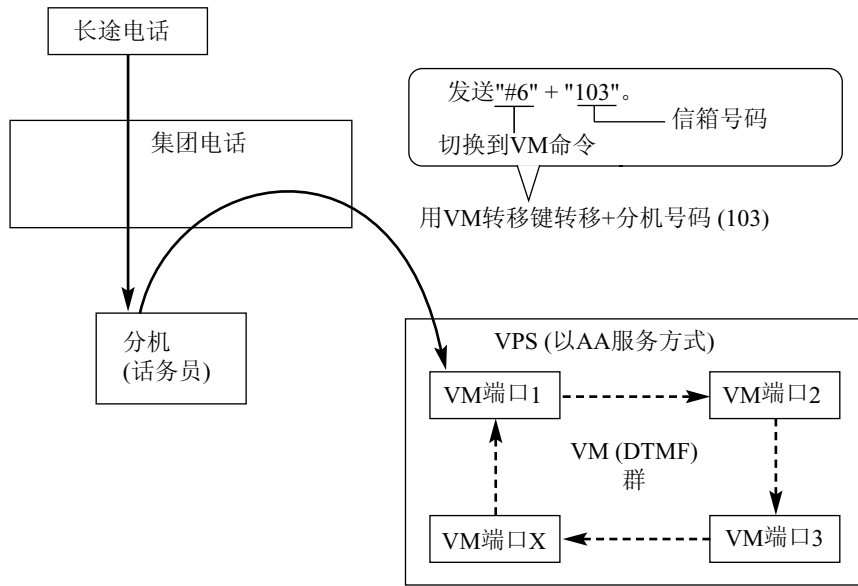 长途电话
集团电话
发送"#6" + "103"。
信箱号码
切换到VM命令
用VM转移键转移+分机号码 (103)
分机
(话务员)
VPS (以AA服务方式)
VM端口1
VM端口2
VM (DTMF)
群
VM端口X
VM端口3